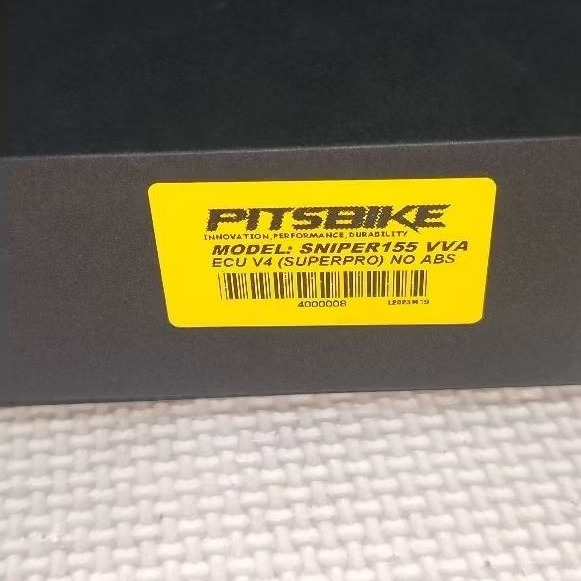 PITSBIKE
INNOVATION,PERFORMANCE,DURABILITY
MODEL: SNIPER155 VVA
ECU V4 (SUPERPRO) NO ABS
4000008